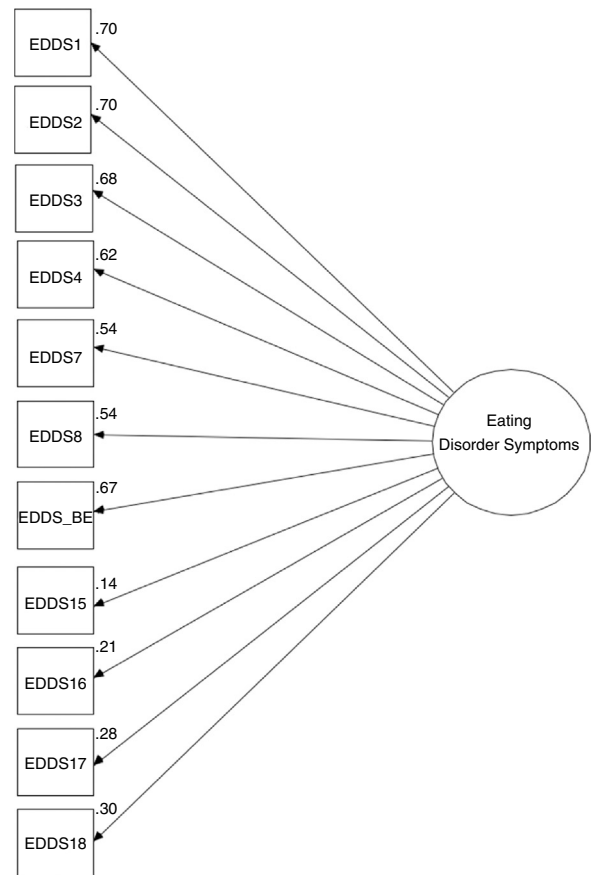 .70
EDDS1
.70
EDDS2
.68
EDDS3
.62
EDDS4
.54
EDDS7
.54
EDDS8
Eating
Disorder Symptoms
.67
EDDS_BE
.14
EDDS15
.21
EDDS16
.28
EDDS17
.30
EDDS18